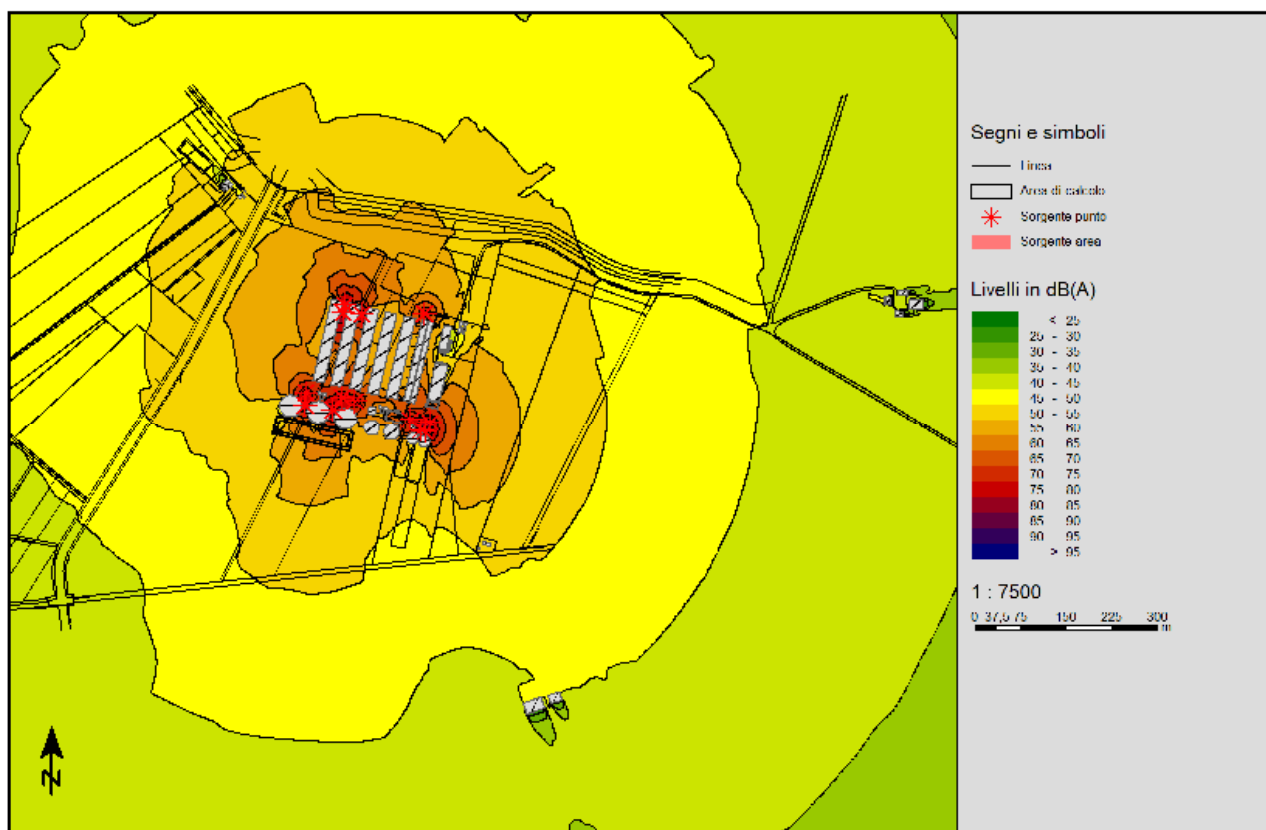 Segni e simboli
Linea
Area di calcolo
Sorgente punto
Sorgente area
Livelli in dB(A)
< 25
25 - 30
30 - 35
35 - 40
40 - 45
45 - 50
50 - 55
55 - 60
60 - 65
65 - 70
70 - 75
75 - 80
80 - 85
85 - 90
90 - 95
> 95
1 : 7500
0 37,5 75 150 225 300
m
N